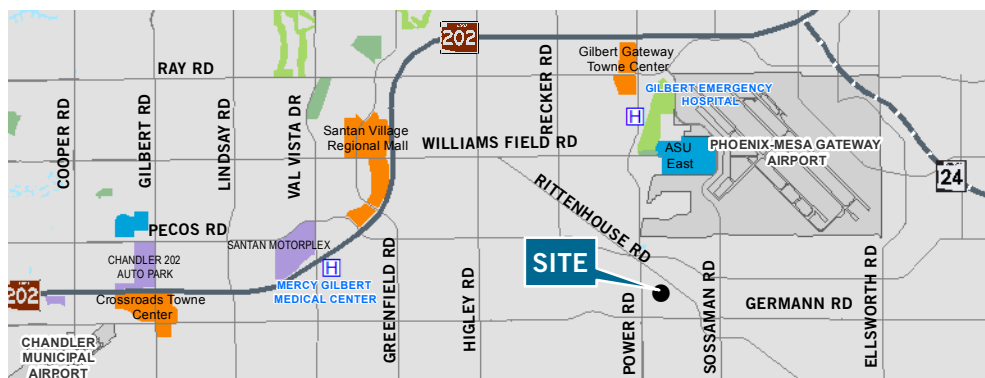 LOOP
202
RAY RD
COOPER RD
GILBERT RD
LINDSAY RD
VAL VISTA DR
Santan Village
Regional Mall
WILLIAMS FIELD RD
RECKER RD
Gilbert Gateway
Towne Center
GILBERT EMERGENCY
HOSPITAL
H
ASU
East
PHOENIX-MESA GATEWAY
AIRPORT
24
RITTENHOUSE RD
PECOS RD
SANTAN MOTORPLEX
CHANDLER 202
AUTO PARK
H
MERCY GILBERT
MEDICAL CENTER
202
Crossroads Towne
Center
CHANDLER
MUNICIPAL
AIRPORT
GREENFIELD RD
HIGLEY RD
SITE
POWER RD
SOSSAMAN RD
GERMANN RD
ELLSWORTH RD